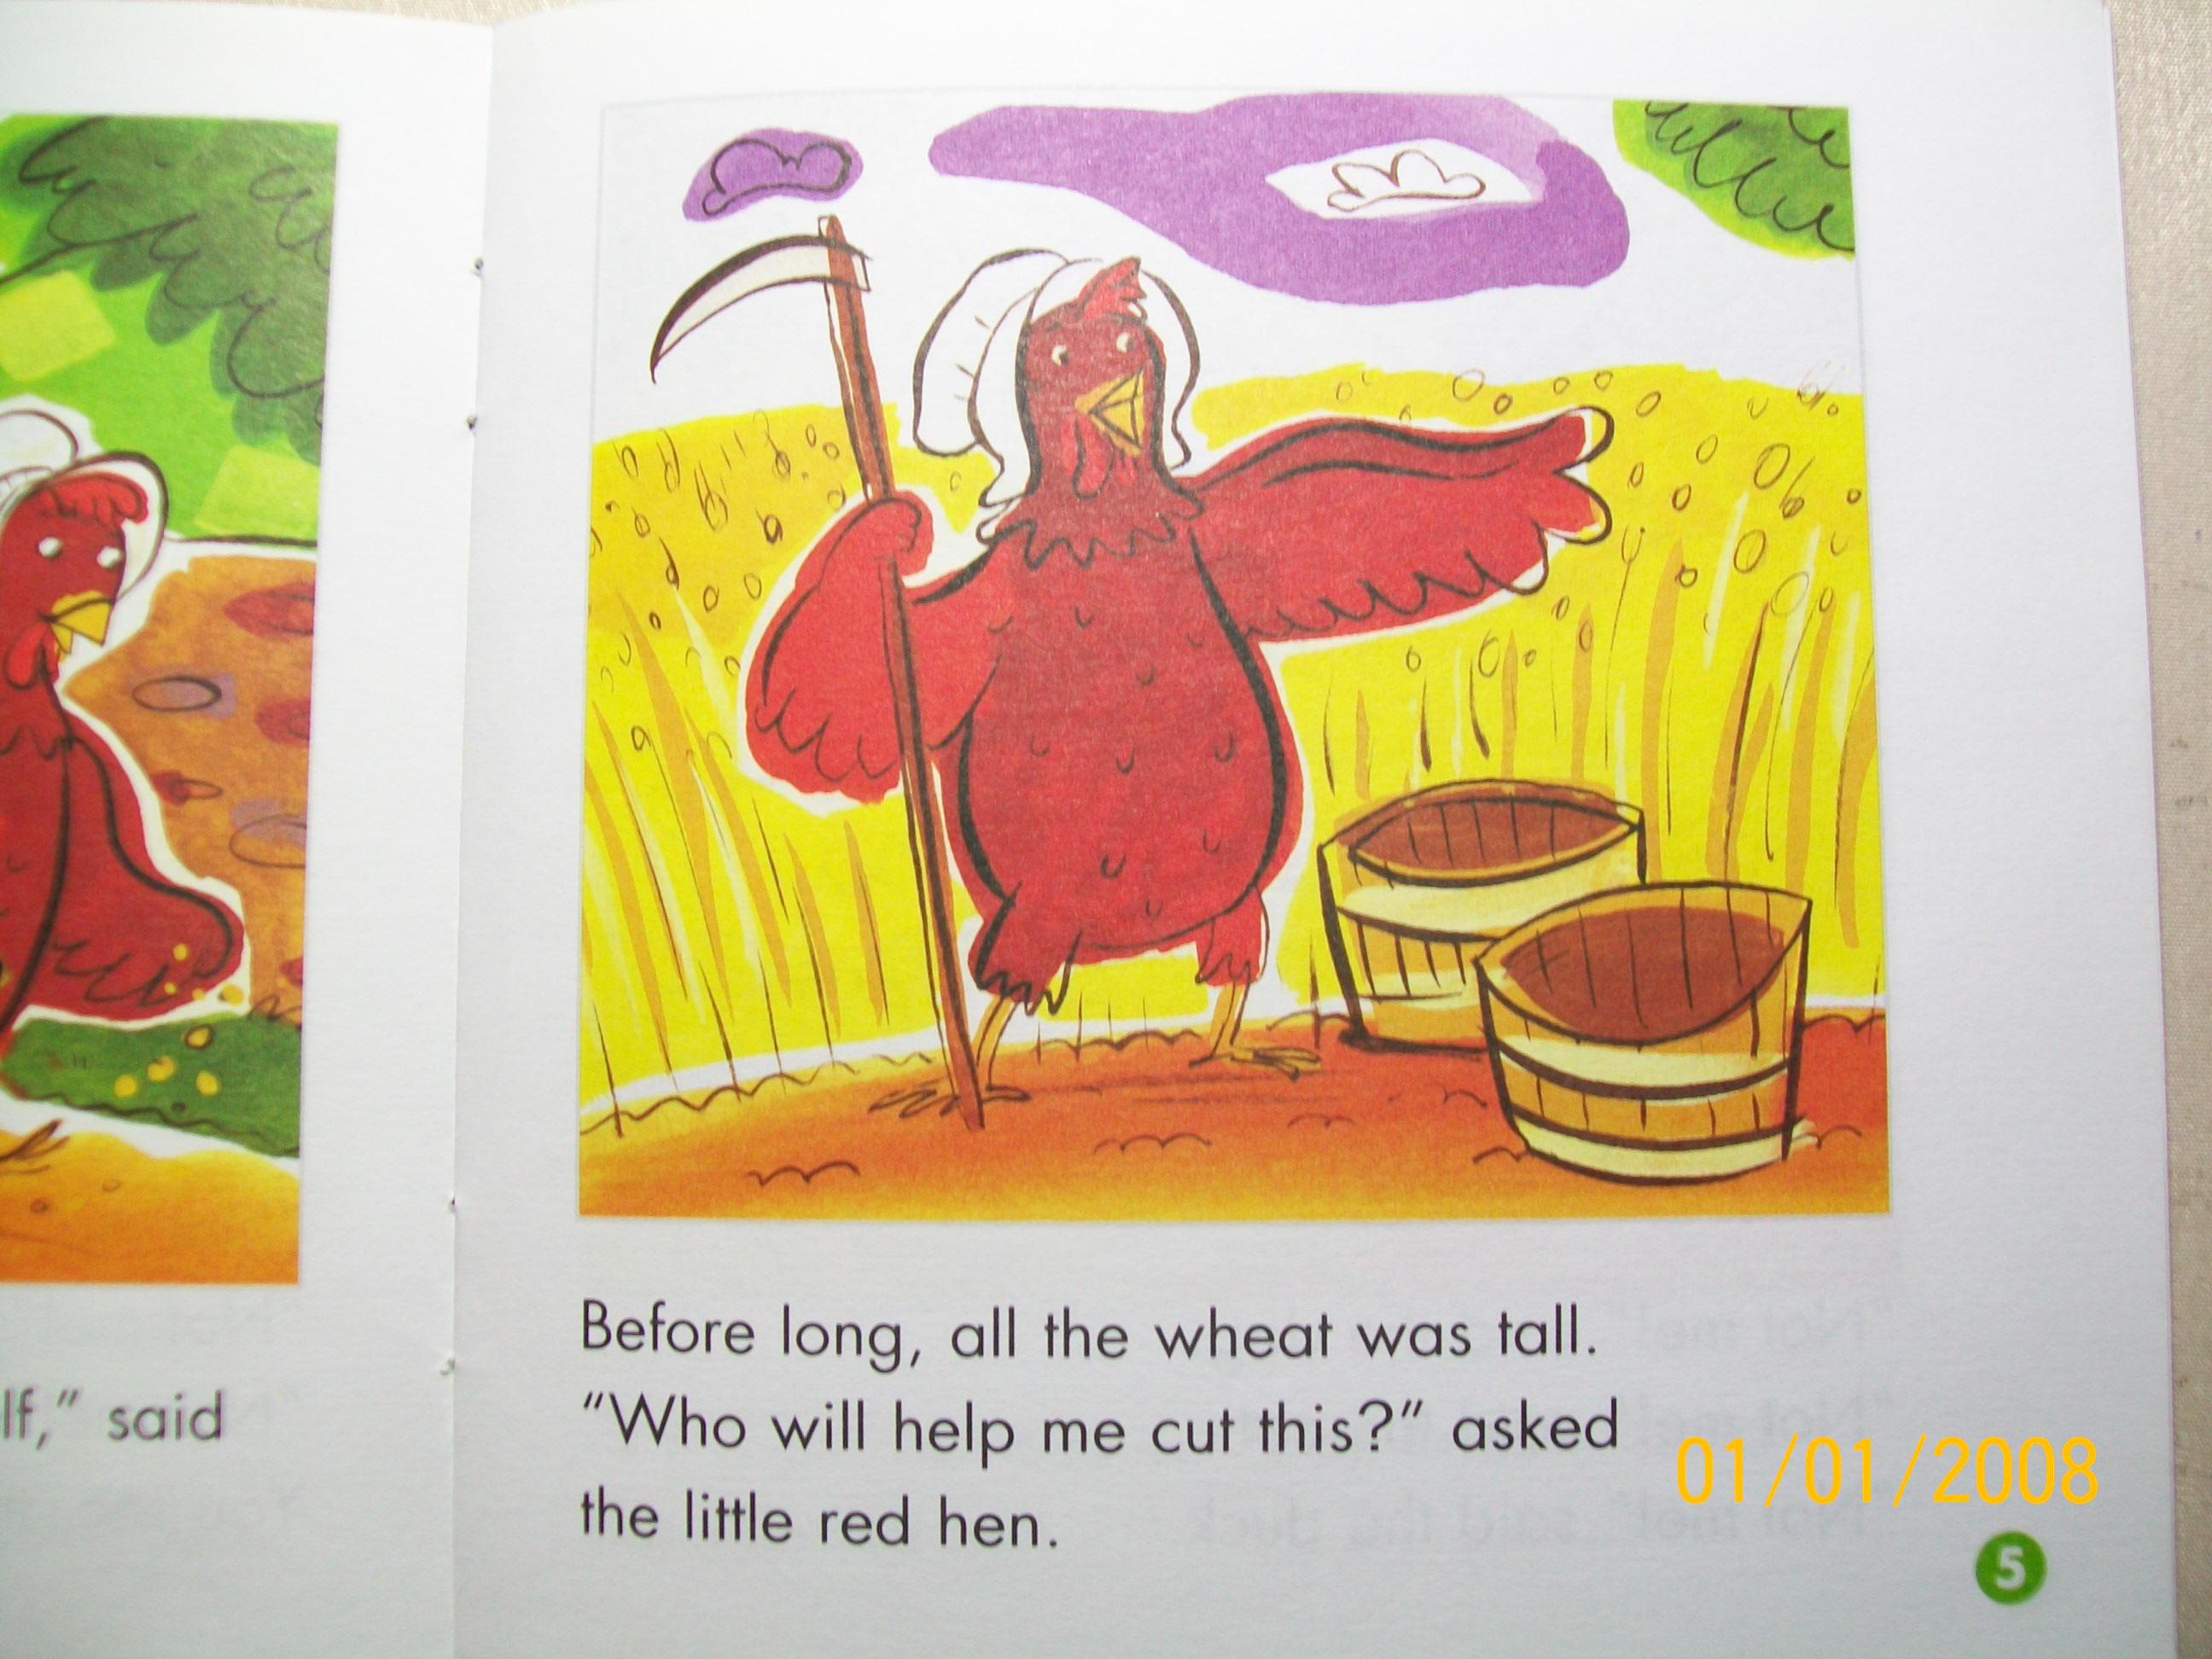 lf," said
Before long, all the wheat was tall.
"Who will help me cut this?" asked
the little red hen.
01/01/2008
5